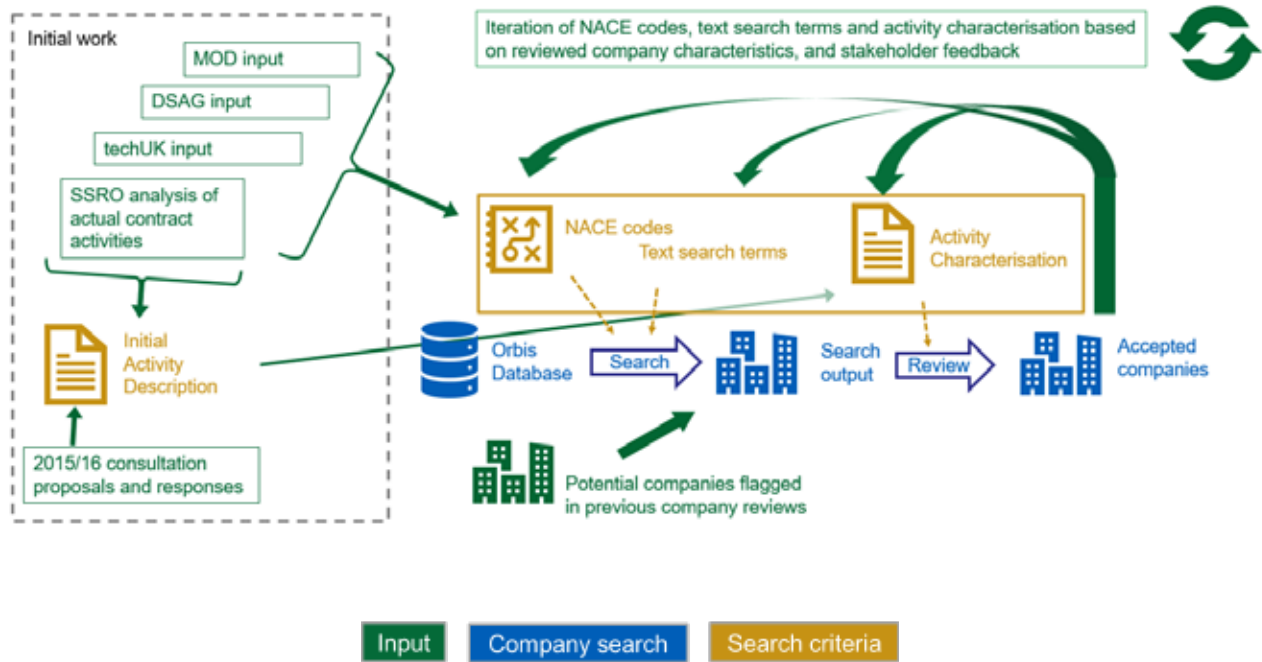 Initial work
MOD input
DSAG input
techUK input
SSRO analysis of
actual contract
activities
Initial
Activity
Description
2015/16 consultation
proposals and responses
Iteration of NACE codes, text search terms and activity characterisation based
on reviewed company characteristics, and stakeholder feedback
NACE codes
Text search terms
Activity
Characterisation
Orbis
Database
Search
Search
output
Review
Accepted
companies
Potential companies flagged
in previous company reviews
Input
Company search
Search criteria